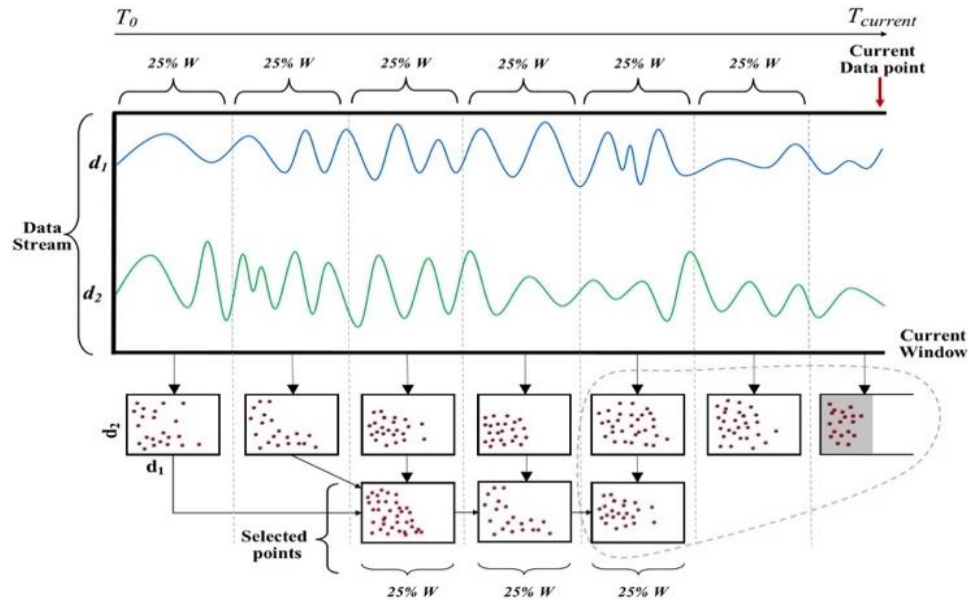 T0
Tcurrent
25% W
25% W
25% W
25% W
25% W
25% W
Current
Data point
d1
Data
Stream
d2
Current
Window
d2
d1
Selected
points
25% W
25% W
25% W